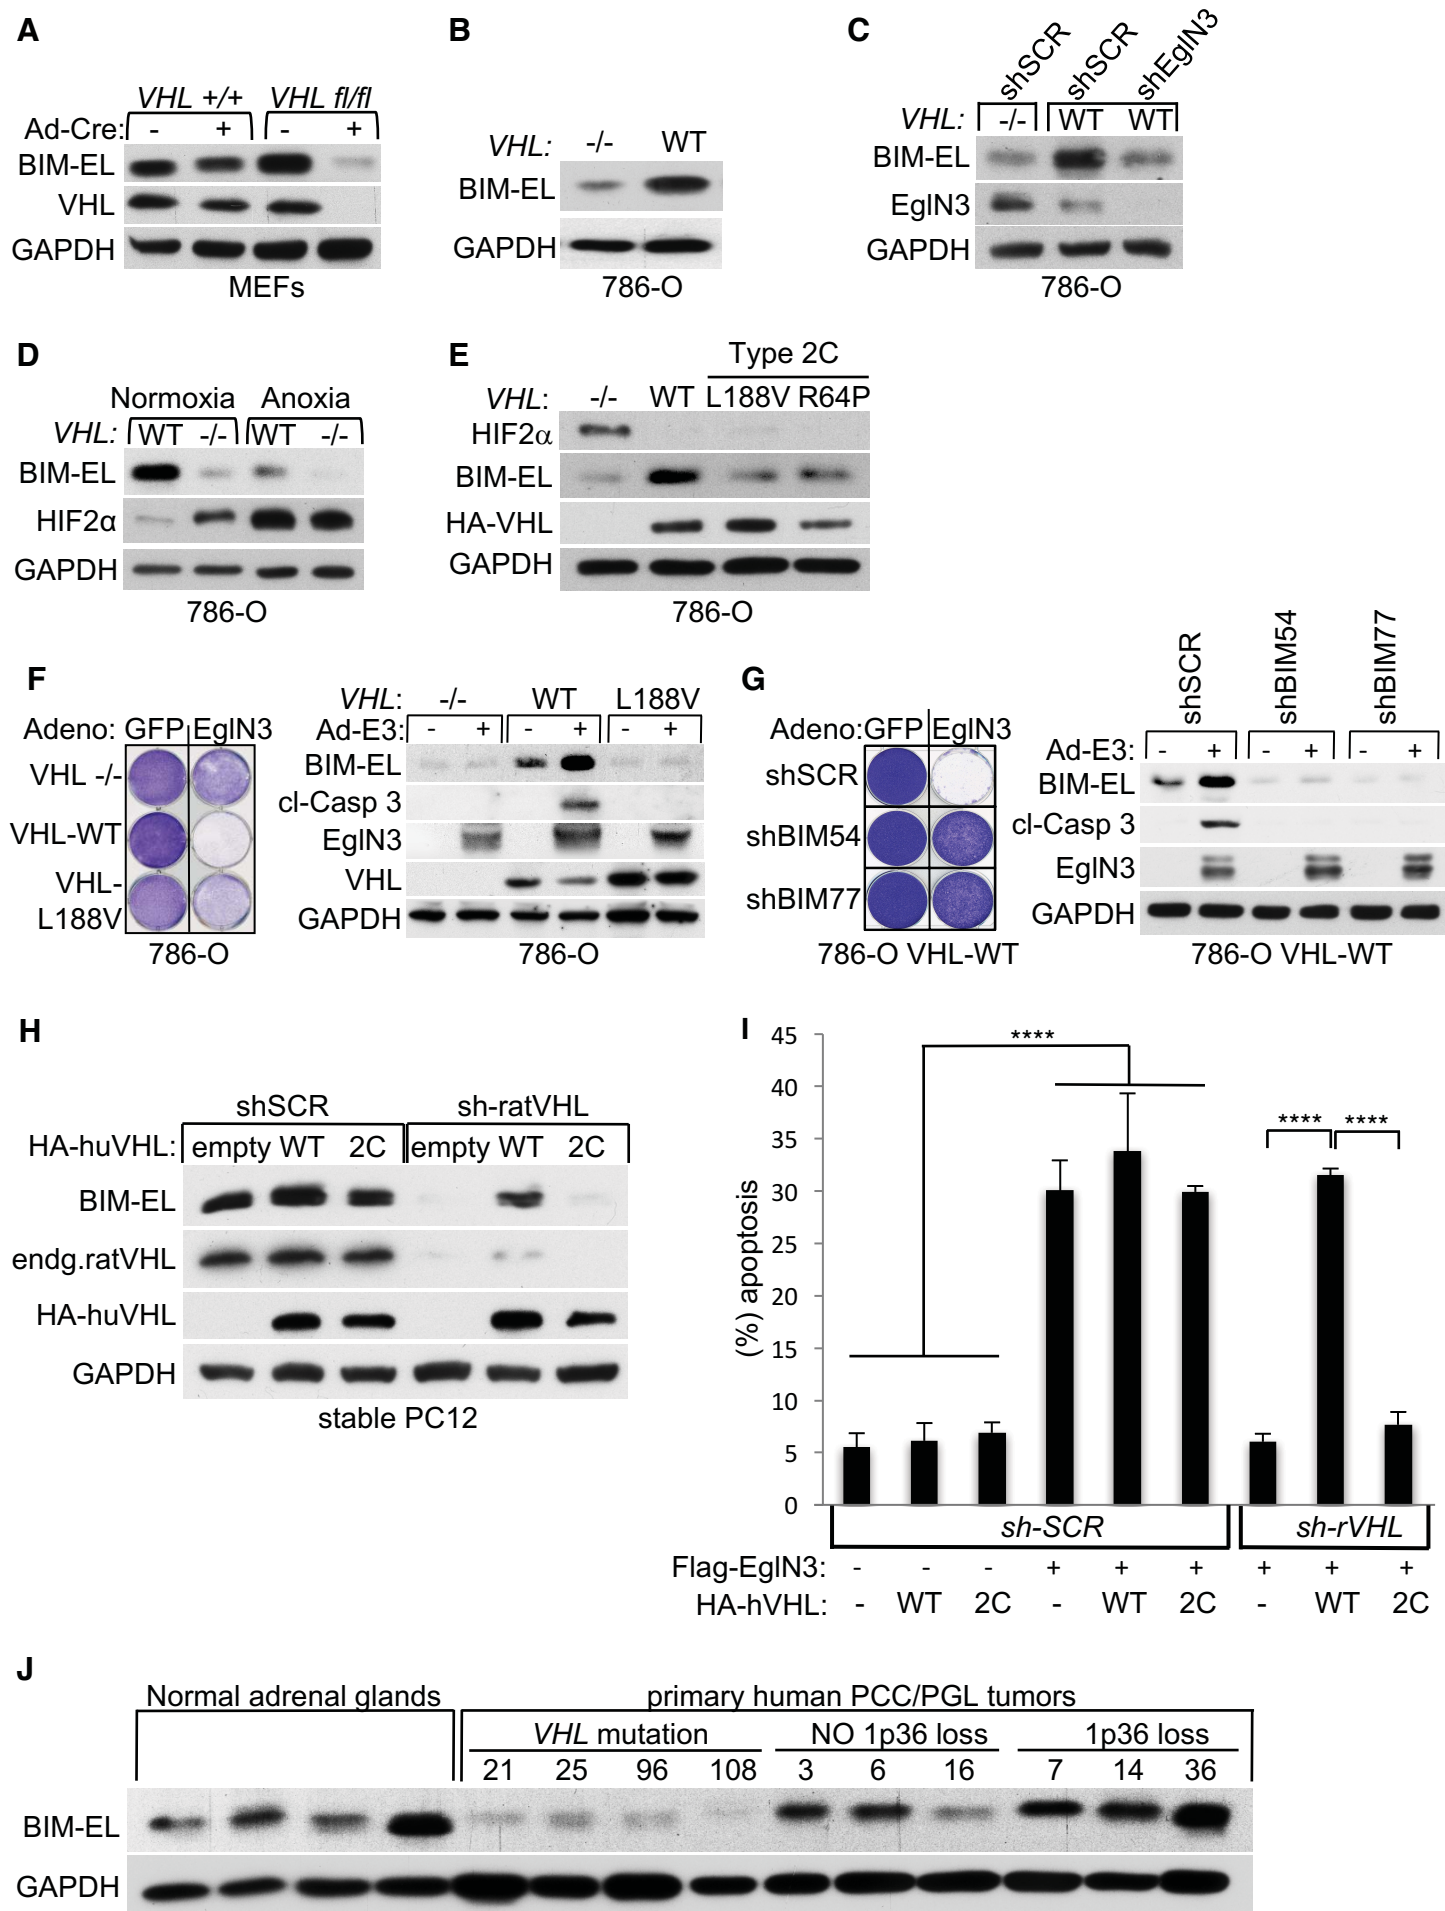 A
VHL +/+ VHL fl/fl
Ad-Cre: - + - +
BIM-EL
VHL
GAPDH
MEFs
B
VHL: -/- WT
BIM-EL
GAPDH
786-O
C
shSCR shSCR shEglN3
VHL: -/- WT WT
BIM-EL
EglN3
GAPDH
786-O
D
Normoxia Anoxia
VHL: WT -/- WT -/-
BIM-EL
HIF2α
GAPDH
786-O
E
Type 2C
VHL: -/- WT L188V R64P
HIF2α
BIM-EL
HA-VHL
GAPDH
786-O
F
Adeno: GFP EglN3
VHL -/-
VHL-WT
VHL-
L188V
786-O
VHL: -/- WT L188V
Ad-E3: - + - + - +
BIM-EL
cl-Casp 3
EglN3
VHL
GAPDH
786-O
G
Adeno: GFP EglN3
shSCR
shBIM54
shBIM77
786-O VHL-WT
shSCR shBIM54 shBIM77
Ad-E3: - + - + - +
BIM-EL
cl-Casp 3
EglN3
GAPDH
786-O VHL-WT
H
shSCR sh-ratVHL
HA-huVHL: empty WT 2C empty WT 2C
BIM-EL
endg.ratVHL
HA-huVHL
GAPDH
stable PC12
I
(%) apoptosis
45
40
35
30
25
20
15
10
5
0
****
**** ****
sh-SCR sh-rVHL
Flag-EglN3: - - - + + + + + +
HA-hVHL: - WT 2C - WT 2C - WT 2C
J
Normal adrenal glands primary human PCC/PGL tumors
VHL mutation NO 1p36 loss 1p36 loss
21 25 96 108 3 6 16 7 14 36
BIM-EL
GAPDH